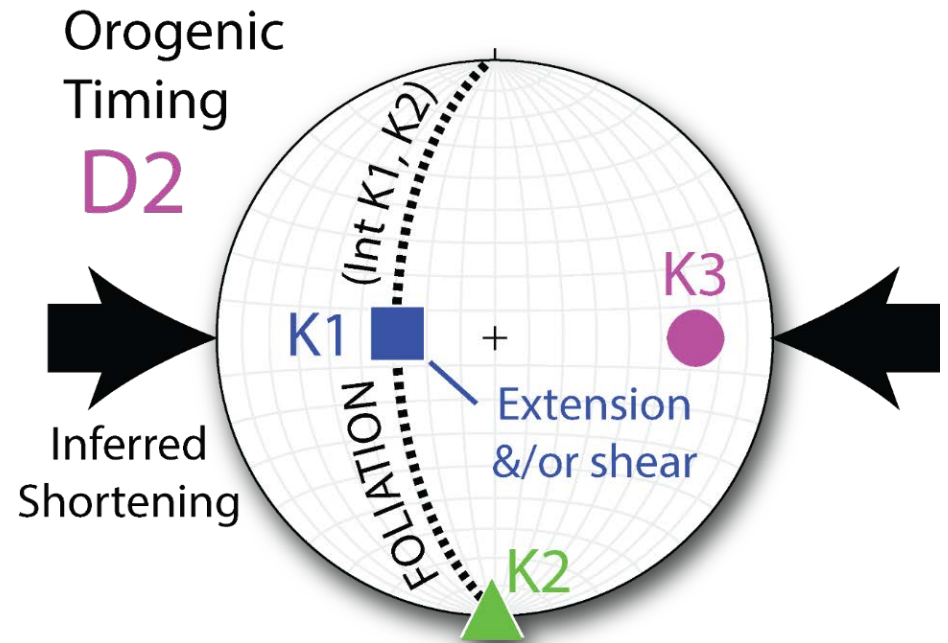 Orogenic
Timing
D2
(Int K1, K2)
K3
K1
Extension
&/or shear
Inferred
Shortening
FOLIATION
K2